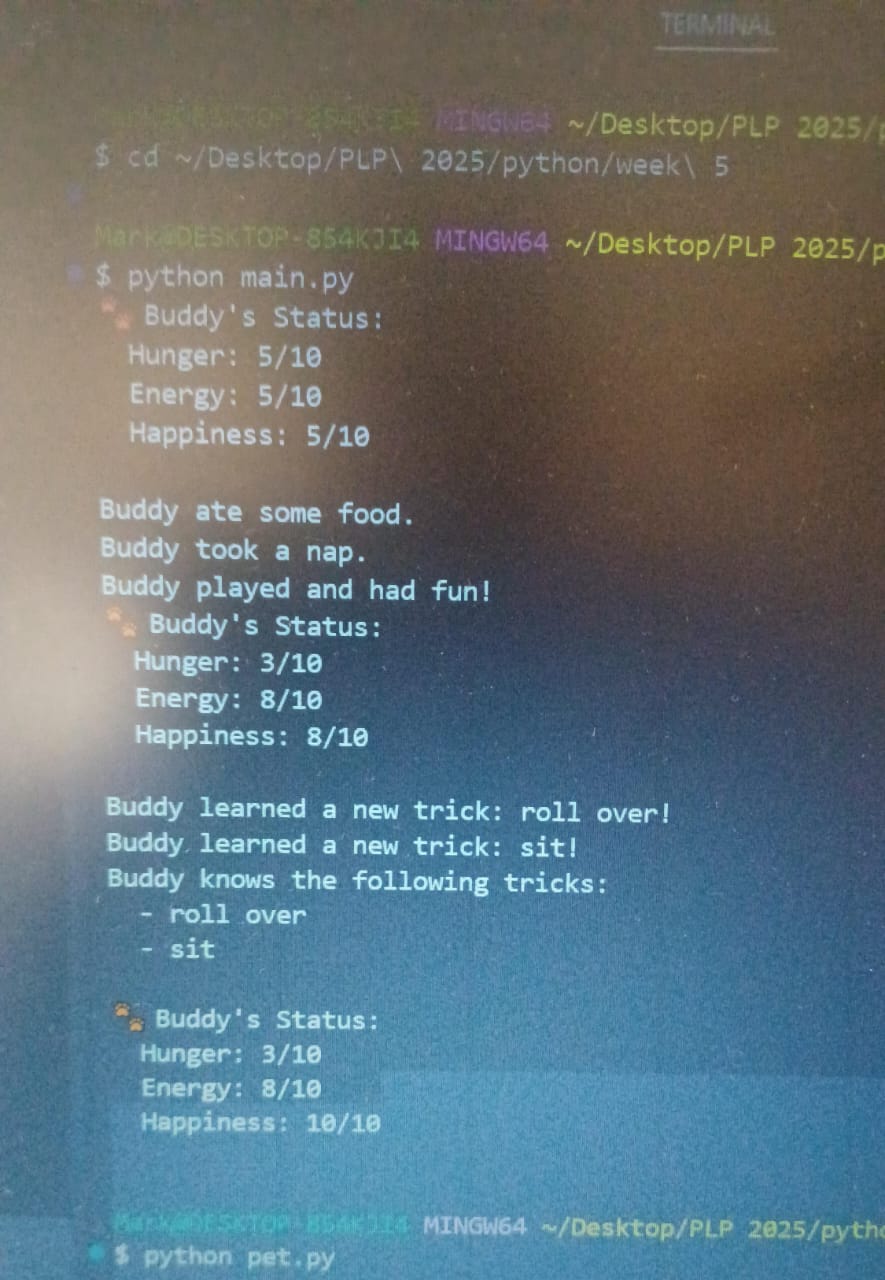 TERMINAL
Mark@DESKTOP-854KJI4 MINGW64 ~/Desktop/PLP 2025/
$ cd ~/Desktop/PLP\ 2025/python/week\ 5
Mark@DESKTOP-854KJI4 MINGW64 ~/Desktop/PLP 2025/p
$ python main.py
🐾 Buddy's Status:
Hunger: 5/10
Energy: 5/10
Happiness: 5/10
Buddy ate some food.
Buddy took a nap.
Buddy played and had fun!
🐾 Buddy's Status:
Hunger: 3/10
Energy: 8/10
Happiness: 8/10
Buddy learned a new trick: roll over!
Buddy learned a new trick: sit!
Buddy knows the following tricks:
- roll over
- sit
🐾 Buddy's Status:
Hunger: 3/10
Energy: 8/10
Happiness: 10/10
Mark@DESKTOP-854KJI4 MINGW64 ~/Desktop/PLP 2025/pytho
$ python pet.py